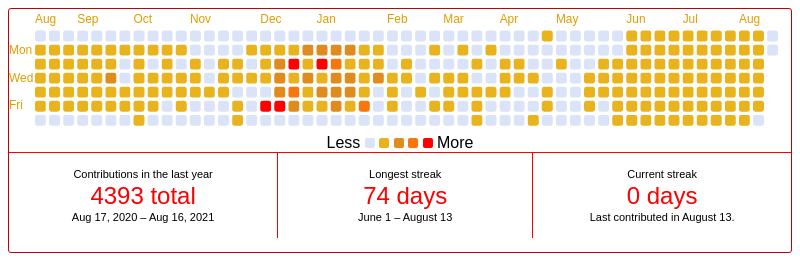 Aug Sep Oct Nov Dec Jan Feb Mar Apr May Jun Jul Aug
Mon
Wed
Fri
Less More
Contributions in the last year
4393 total
Aug 17, 2020 – Aug 16, 2021
Longest streak
74 days
June 1 – August 13
Current streak
0 days
Last contributed in August 13.